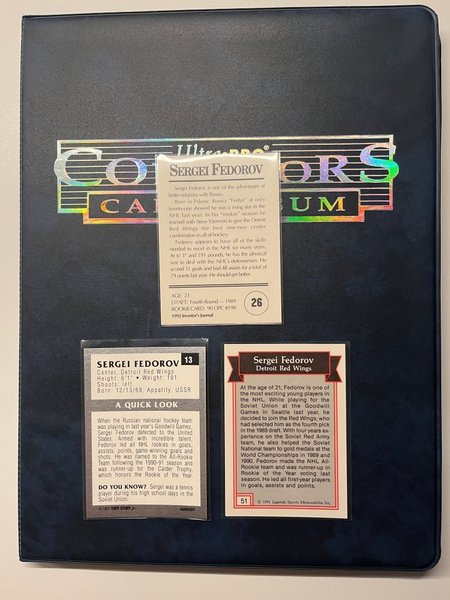 Ultra PRO®
COLLECTORS
CARD ALBUM
SERGEI FEDOROV
Sergei Fedorov is one of the advantages of
better relations with Russia.
Born in Pskow, Russia "Fedov" at only
twenty-one showed he was a rising star in the
NHL last year. In his "rookie" season he
teamed with Steve Yzerman to give the Detroit
Red Wings the best one-two center
combination in all of hockey.
Federov appears to have all of the skills
needed to excel in the NHL for many years.
At 6' 1" and 191 pounds, he has the physical
size to deal with the NHL's defensemen. He
scored 31 goals and had 48 assists for a total of
79 points last year. He should get better.
AGE: 21
DRAFT: Fourth Round — 1989
ROOKIE CARD: 90 OPC #19R
1992 Investor's Journal
26
SERGEI FEDOROV
13
Center, Detroit Red Wings
Height: 6'1" • Weight: 191
Shoots: left
Born: 12/13/69, Appatity, USSR
A QUICK LOOK
When the Russian national hockey team
was playing in last year's Goodwill Games,
Sergei Fedorov defected to the United
States. Armed with incredible talent,
Fedorov led all NHL rookies in goals,
assists, points, game-winning goals and
shots. He was named to the All-Rookie
Team following the 1990-91 season and
was runner-up for the Calder Trophy,
which honors the Rookie of the Year.
DO YOU KNOW? Sergei was a tennis
player during his high school days in the
Soviet Union.
© 1991 TUFF STUFF Jr.
AUGUST
Sergei Fedorov
Detroit Red Wings
At the age of 21, Fedorov is one of
the most exciting young players in
the NHL. While playing for the
Soviet Union at the Goodwill
Games in Seattle last year, he
decided to join the Red Wings, who
had selected him as the fourth pick
in the 1989 draft. With four years ex-
perience on the Soviet Red Army
team, he also helped the Soviet
Union team to gold medals at the
World Championships in 1989 and
1990. Fedorov made the NHL All-
Rookie team and was runner-up in
Rookie of the Year voting last
season. He led all first-year players
in goals, assists and points.
51
© 1991 Legends Sports Memorabilia Inc.